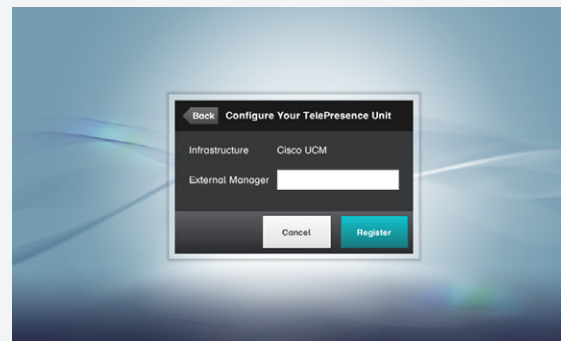 Back Configure Your TelePresence Unit
Infrastructure Cisco UCM
External Manager
Cancel Register